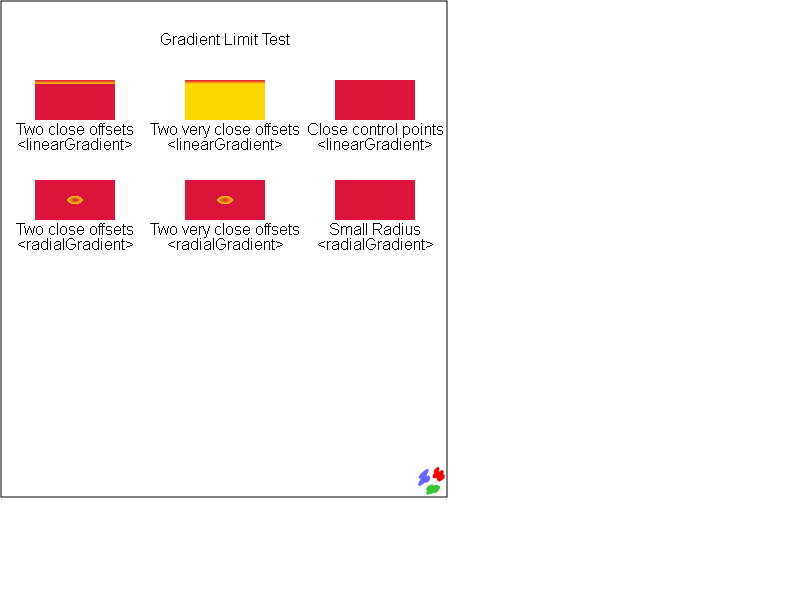 Gradient Limit Test
Two close offsets
<linearGradient>
Two very close offsets
<linearGradient>
Close control points
<linearGradient>
Two close offsets
<radialGradient>
Two very close offsets
<radialGradient>
Small Radius
<radialGradient>